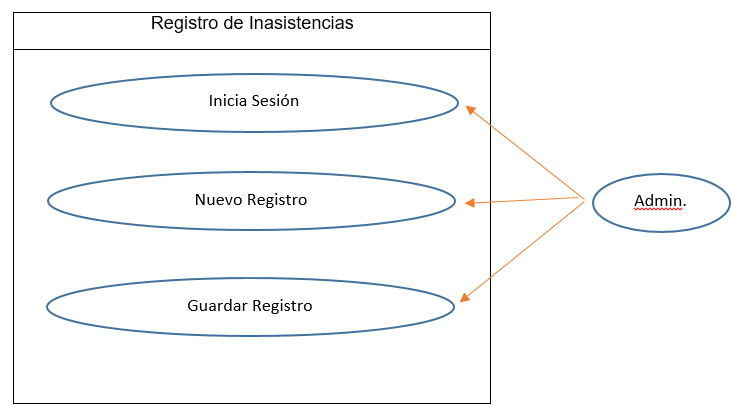 Registro de Inasistencias
Inicia Sesión
Nuevo Registro
Admin.
Guardar Registro